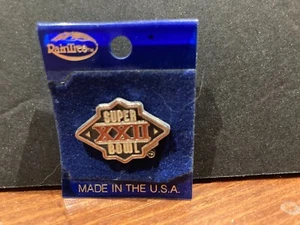 RainTree
SUPER
XXII
BOWL
MADE IN THE U.S.A.